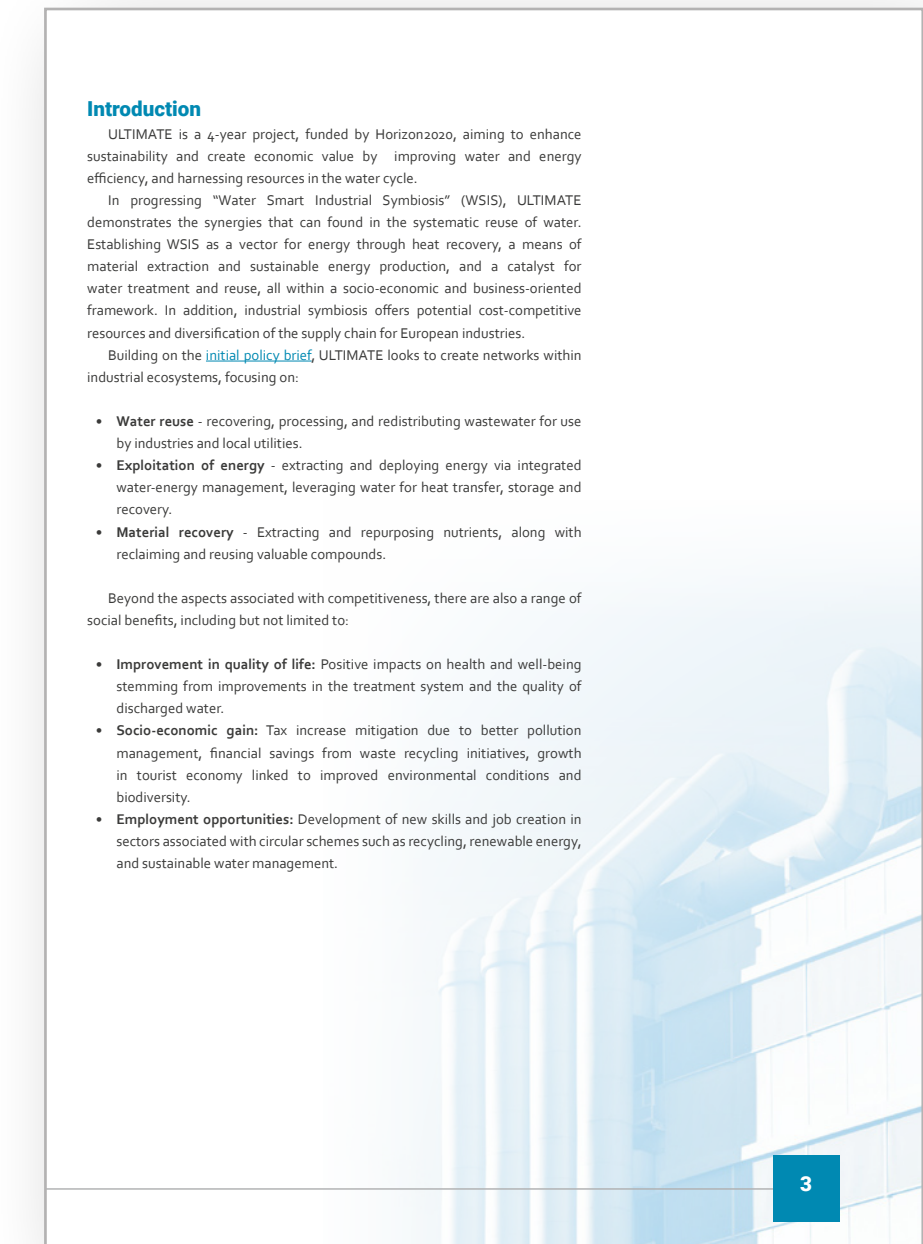 Introduction
ULTIMATE is a 4-year project, funded by Horizon2020, aiming to enhance
sustainability and create economic value by improving water and energy
efficiency, and harnessing resources in the water cycle.
In progressing “Water Smart Industrial Symbiosis” (WSIS), ULTIMATE
demonstrates the synergies that can found in the systematic reuse of water.
Establishing WSIS as a vector for energy through heat recovery, a means of
material extraction and sustainable energy production, and a catalyst for
water treatment and reuse, all within a socio-economic and business-oriented
framework. In addition, industrial symbiosis offers potential cost-competitive
resources and diversification of the supply chain for European industries.
Building on the initial policy brief, ULTIMATE looks to create networks within
industrial ecosystems, focusing on:
• Water reuse - recovering, processing, and redistributing wastewater for use
by industries and local utilities.
• Exploitation of energy - extracting and deploying energy via integrated
water-energy management, leveraging water for heat transfer, storage and
recovery.
• Material recovery - Extracting and repurposing nutrients, along with
reclaiming and reusing valuable compounds.
Beyond the aspects associated with competitiveness, there are also a range of
social benefits, including but not limited to:
• Improvement in quality of life: Positive impacts on health and well-being
stemming from improvements in the treatment system and the quality of
discharged water.
• Socio-economic gain: Tax increase mitigation due to better pollution
management, financial savings from waste recycling initiatives, growth
in tourist economy linked to improved environmental conditions and
biodiversity.
• Employment opportunities: Development of new skills and job creation in
sectors associated with circular schemes such as recycling, renewable energy,
and sustainable water management.
3